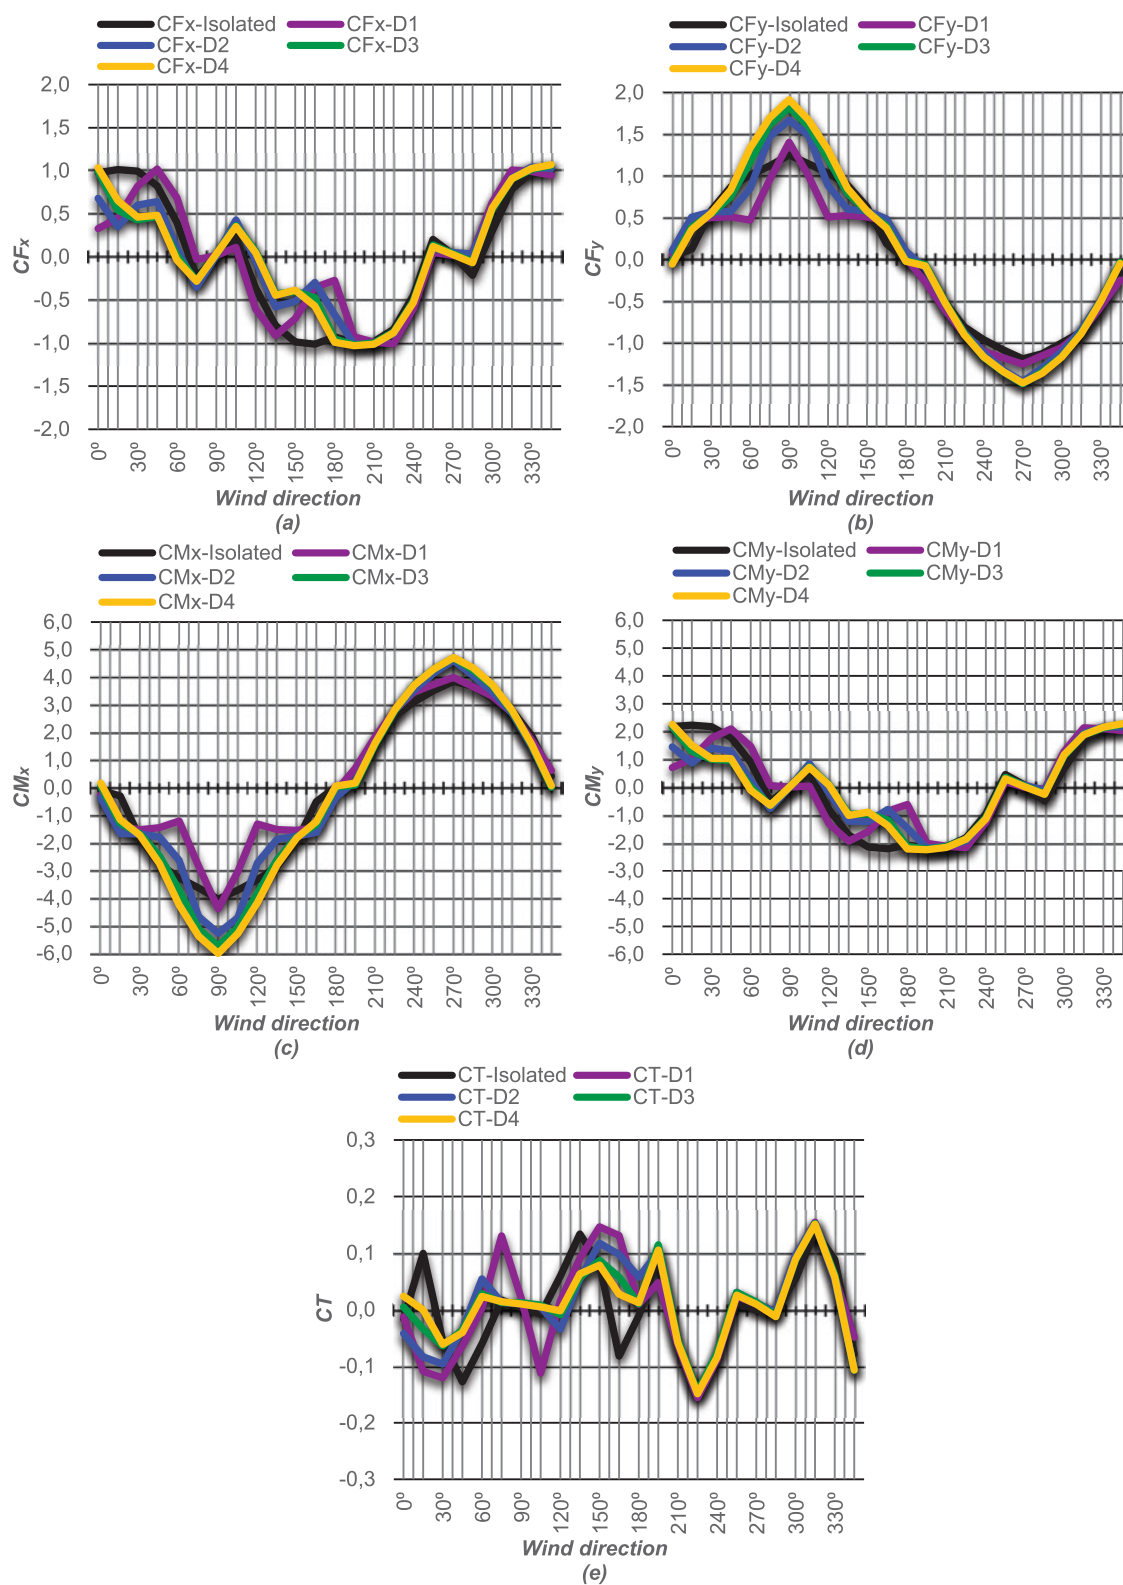 CFx-Isolated CFx-D1
CFx-D2 CFx-D3
CFx-D4
2,0
1,5
1,0
0,5
0,0
-0,5
-1,0
-1,5
-2,0
CFx
0º 30º 60º 90º 120º 150º 180º 210º 240º 270º 300º 330º
Wind direction
(a)
CFy-Isolated CFy-D1
CFy-D2 CFy-D3
CFy-D4
2,0
1,5
1,0
0,5
0,0
-0,5
-1,0
-1,5
-2,0
CFy
0º 30º 60º 90º 120º 150º 180º 210º 240º 270º 300º 330º
Wind direction
(b)
CMx-Isolated CMx-D1
CMx-D2 CMx-D3
CMx-D4
6,0
5,0
4,0
3,0
2,0
1,0
0,0
-1,0
-2,0
-3,0
-4,0
-5,0
-6,0
CMx
0º 30º 60º 90º 120º 150º 180º 210º 240º 270º 300º 330º
Wind direction
(c)
CMy-Isolated CMy-D1
CMy-D2 CMy-D3
CMy-D4
6,0
5,0
4,0
3,0
2,0
1,0
0,0
-1,0
-2,0
-3,0
-4,0
-5,0
-6,0
CMy
0º 30º 60º 90º 120º 150º 180º 210º 240º 270º 300º 330º
Wind direction
(d)
CT-Isolated CT-D1
CT-D2 CT-D3
CT-D4
0,3
0,2
0,1
0,0
-0,1
-0,2
-0,3
CT
0º 30º 60º 90º 120º 150º 180º 210º 240º 270º 300º 330º
Wind direction
(e)